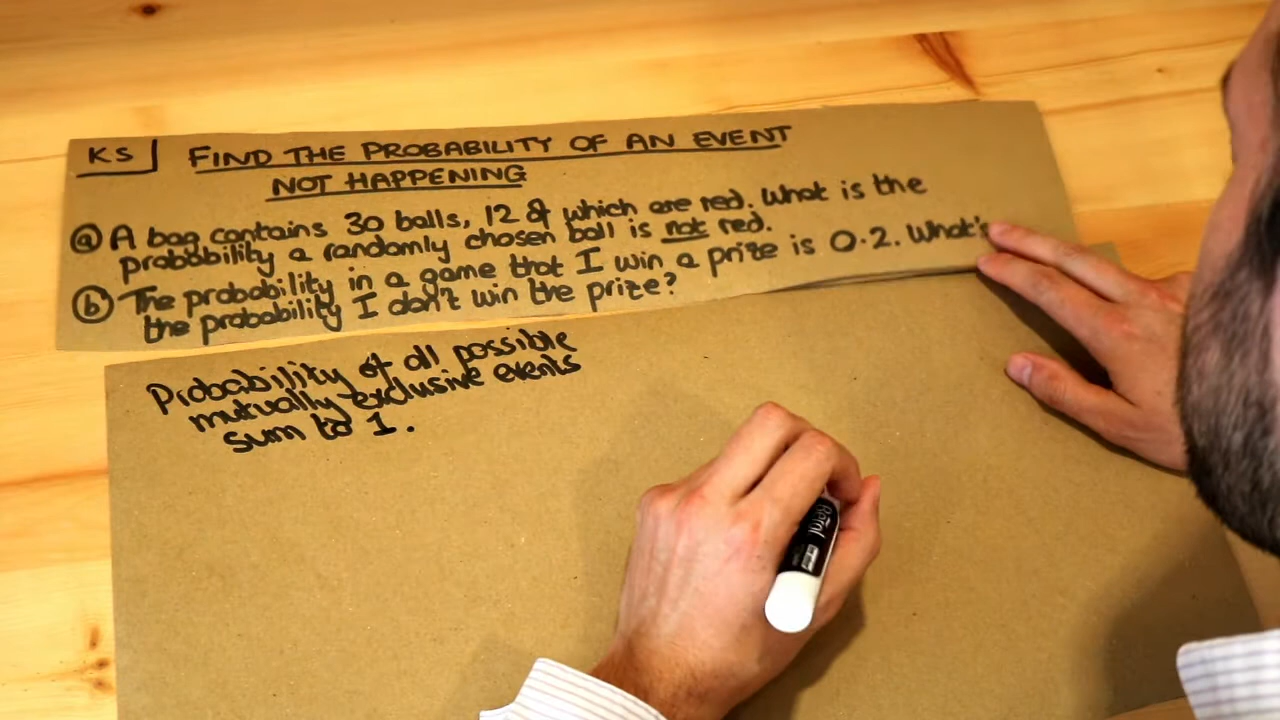 KS
FIND THE PROBABILITY OF AN EVENT
NOT HAPPENING
(a) A bag contains 30 balls, 12 of which are red. What is the
probability a randomly chosen ball is not red.
(b) The probability in a game that I win a prize is 0.2. What's
the probability I don't win the prize?
Probability of all possible
mutually exclusive events
sum to 1.